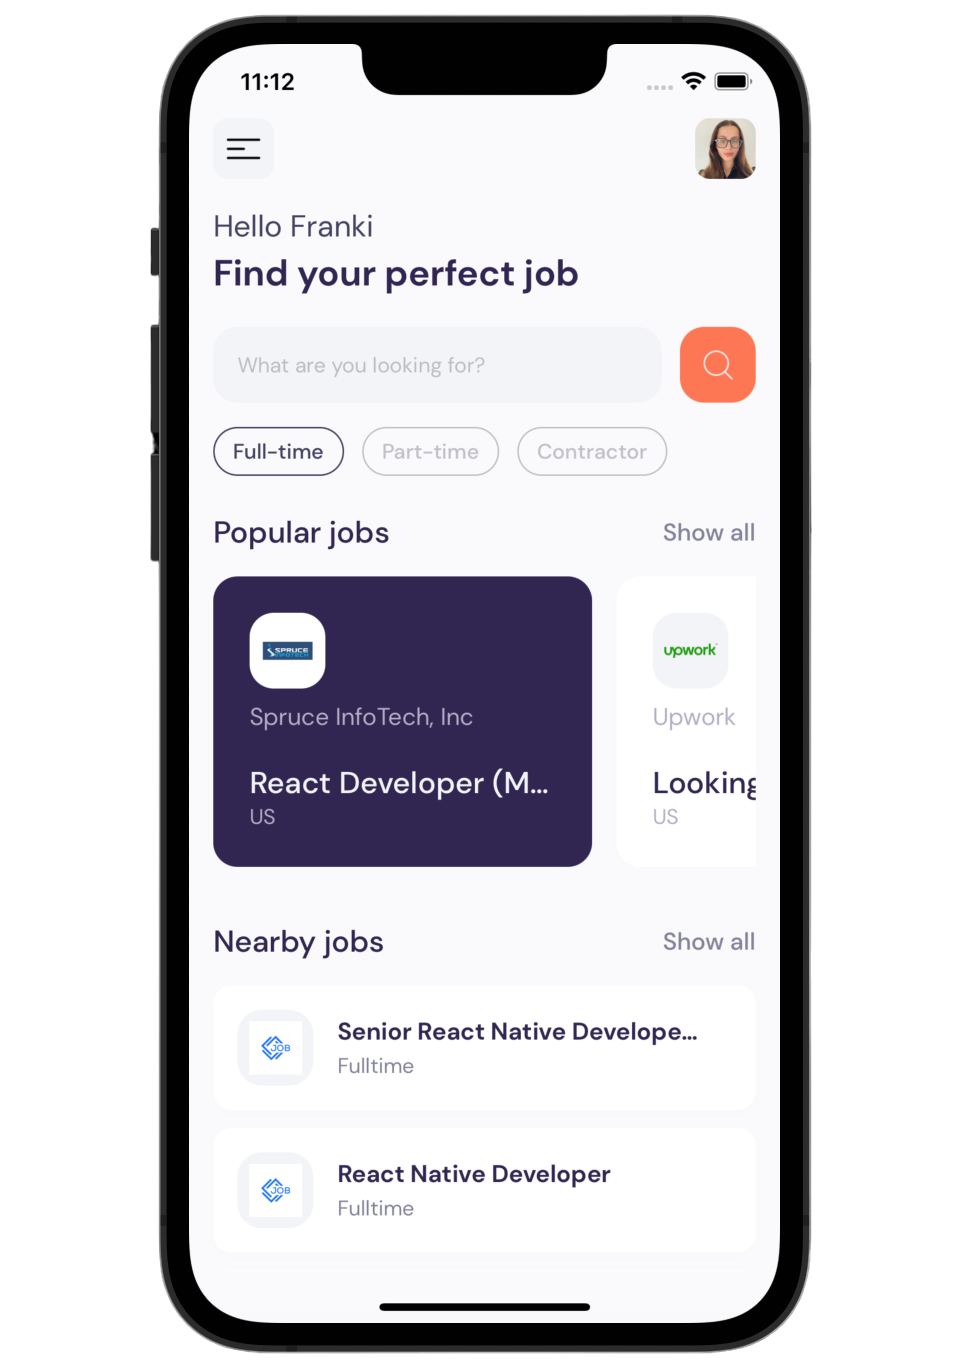 11:12
Hello Franki
Find your perfect job
What are you looking for?
Full-time
Part-time
Contractor
Popular jobs
Show all
SPRUCE
INFOTECH
Spruce InfoTech, Inc
React Developer (M...
US
upwork
Upwork
Looking
US
Nearby jobs
Show all
JOB
Senior React Native Develope...
Fulltime
JOB
React Native Developer
Fulltime